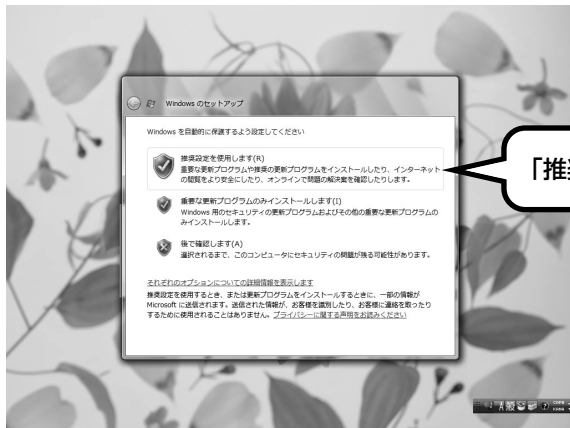 Windows のセットアップ
Windows を自動的に保護するよう設定してください
推奨設定を使用します(R)
重要な更新プログラムや推奨の更新プログラムをインストールしたり、インターネット
の閲覧をより安全にしたり、オンラインで問題の解決策を確認したりします。
「推奨
重要な更新プログラムのみインストールします(I)
Windows 用のセキュリティの更新プログラムおよびその他の重要な更新プログラムの
みインストールします。
後で確認します(A)
選択されるまで、このコンピュータにセキュリティの問題が残る可能性があります。
それぞれのオプションについての詳細情報を表示します
推奨設定を使用するとき、または更新プログラムをインストールするときに、一部の情報が
Microsoft に送信されます。送信された情報が、お客様を識別したり、お客様に連絡を取ったり
するために使用されることはありません。プライバシーに関する声明をお読みください
A 般
CAPS
KANA